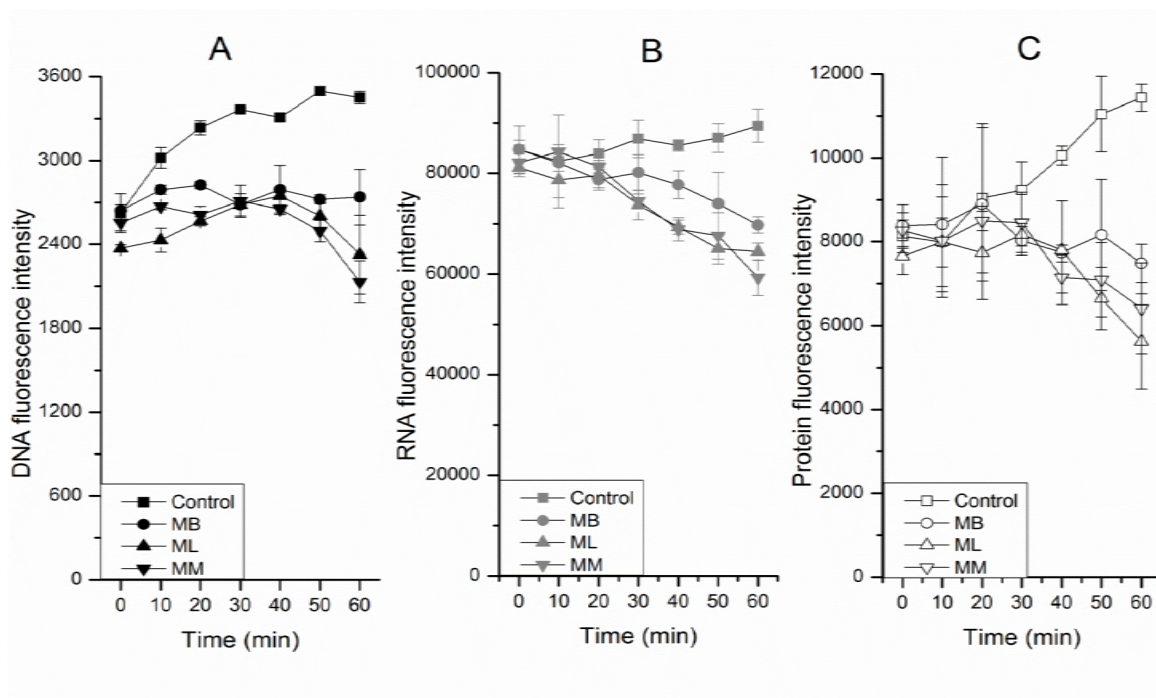 A
DNA fluorescence intensity
3600
3000
2400
1800
1200
600
0
Control
MB
ML
MM
0 10 20 30 40 50 60
Time (min)
B
RNA fluorescence intensity
100000
80000
60000
40000
20000
0
Control
MB
ML
MM
0 10 20 30 40 50 60
Time (min)
C
Protein fluorescence intensity
12000
10000
8000
6000
4000
2000
0
Control
MB
ML
MM
0 10 20 30 40 50 60
Time (min)